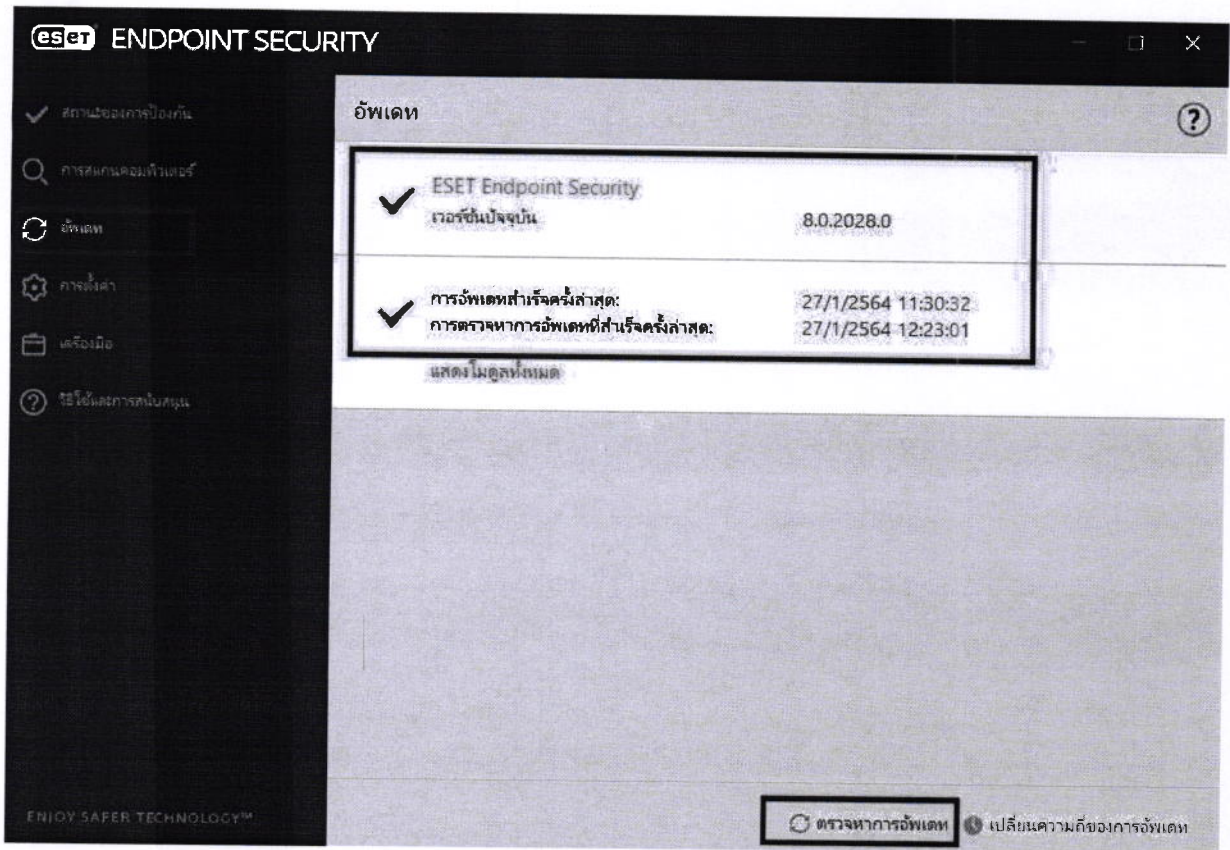 eset ENDPOINT SECURITY
สถานะของการป้องกัน
การสแกนคอมพิวเตอร์
อัพเดท
การตั้งค่า
เครื่องมือ
วิธีใช้และการสนับสนุน
ENJOY SAFER TECHNOLOGY™
อัพเดท
ESET Endpoint Security
เวอร์ชันปัจจุบัน 8.0.2028.0
การอัพเดทสำเร็จครั้งล่าสุด: 27/1/2564 11:30:32
การตรวจหาการอัพเดทที่สำเร็จครั้งล่าสุด: 27/1/2564 12:23:01
แสดงโมดูลทั้งหมด
ตรวจหาการอัพเดท เปลี่ยนความถี่ของการอัพเดท